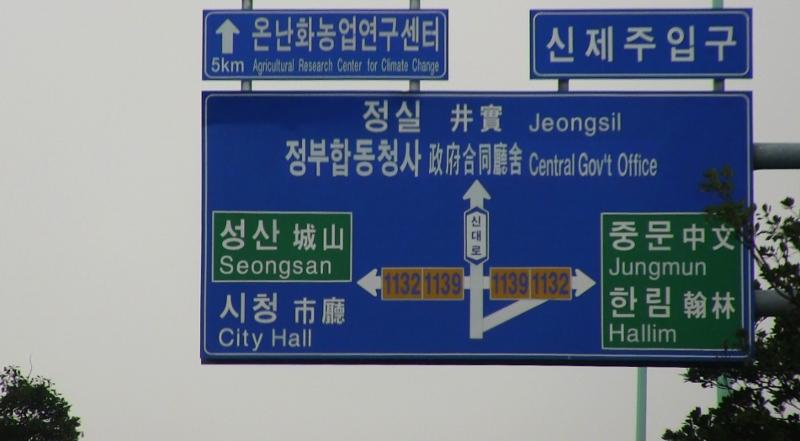 온난화농업연구센터
5km Agricultural Research Center for Climate Change
신제주입구
정실 井實 Jeongsil
정부합동청사 政府合同廳舍 Central Gov't Office
신대로
성산 城山
Seongsan
시청 市廳
City Hall
1132 1139
1139 1132
중문 中文
Jungmun
한림 翰林
Hallim